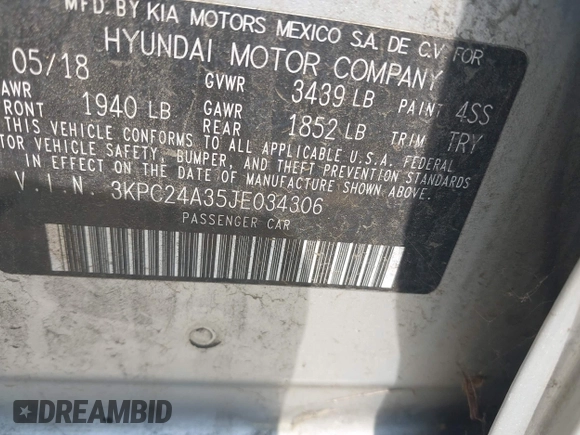 MFD. BY KIA MOTORS MEXICO S.A. DE C.V FOR
HYUNDAI MOTOR COMPANY
05/18 GVWR 3439 LB PAINT 4SS
GAWR
FRONT 1940 LB GAWR
REAR 1852 LB TRIM TRY
THIS VEHICLE CONFORMS TO ALL APPLICABLE U.S.A. FEDERAL
MOTOR VEHICLE SAFETY, BUMPER, AND THEFT PREVENTION STANDARDS
IN EFFECT ON THE DATE OF MANUFACTURE SHOWN ABOVE.
V.I.N. 3KPC24A35JE034306
PASSENGER CAR
DREAMBID